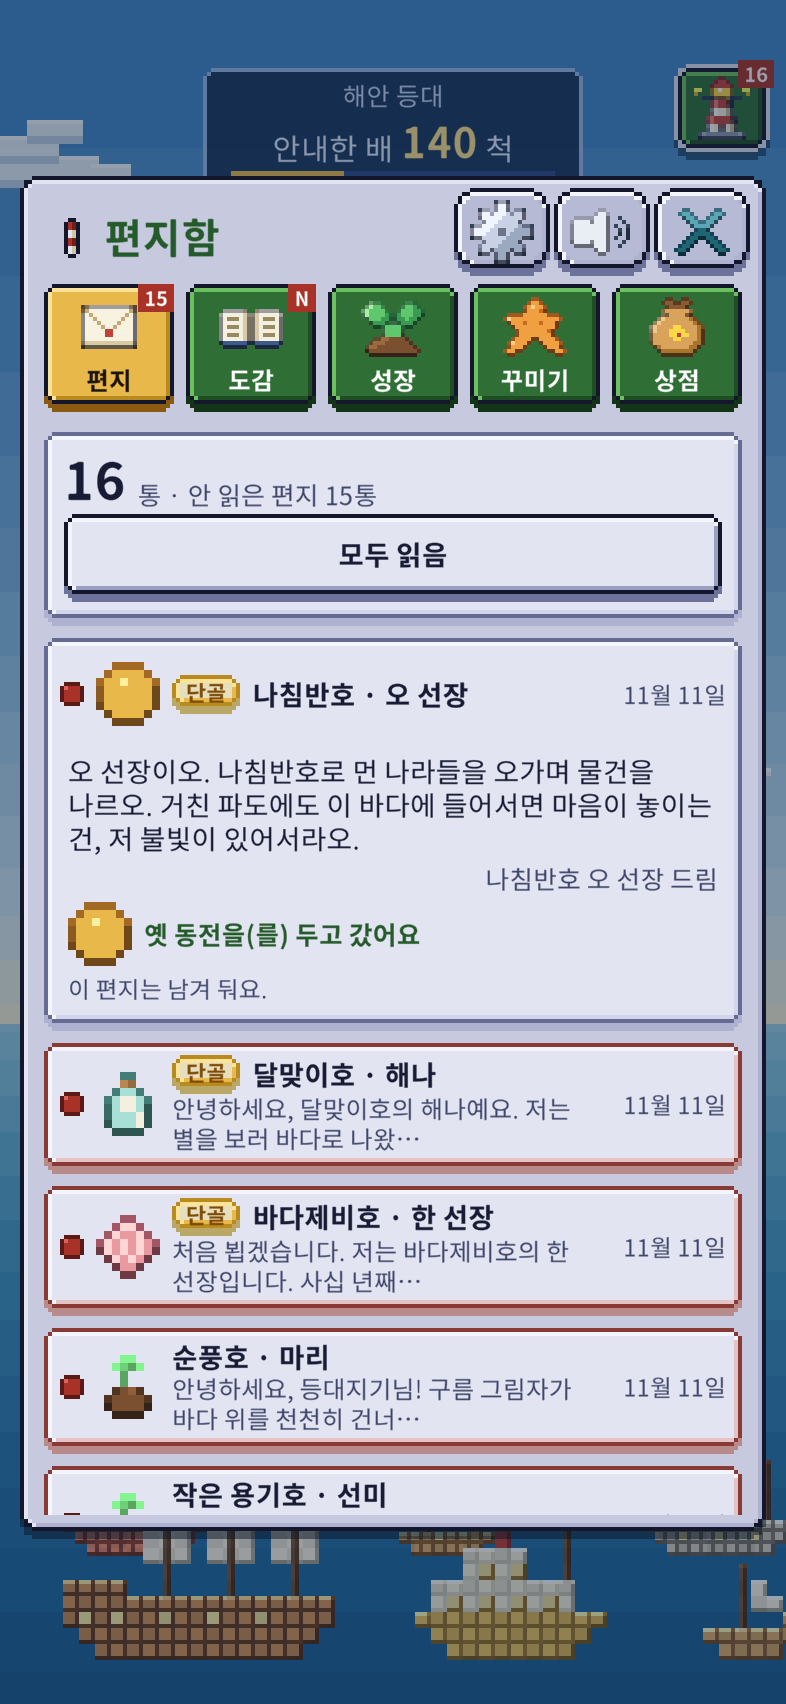 해안 등대
16
안내한 배 140 척
편지함
15
N
편지
도감
성장
꾸미기
상점
16 통 · 안 읽은 편지 15통
모두 읽음
단골 나침반호 · 오 선장 11월 11일
오 선장이오. 나침반호로 먼 나라들을 오가며 물건을
나르오. 거친 파도에도 이 바다에 들어서면 마음이 놓이는
건, 저 불빛이 있어서라오.
나침반호 오 선장 드림
옛 동전을(를) 두고 갔어요
이 편지는 남겨 둬요.
단골 달맞이호 · 해나
안녕하세요, 달맞이호의 해나예요. 저는 11월 11일
별을 보러 바다로 나왔…
단골 바다제비호 · 한 선장
처음 뵙겠습니다. 저는 바다제비호의 한 11월 11일
선장입니다. 사십 년째…
순풍호 · 마리
안녕하세요, 등대지기님! 구름 그림자가 11월 11일
바다 위를 천천히 건너…
작은 용기호 · 선미